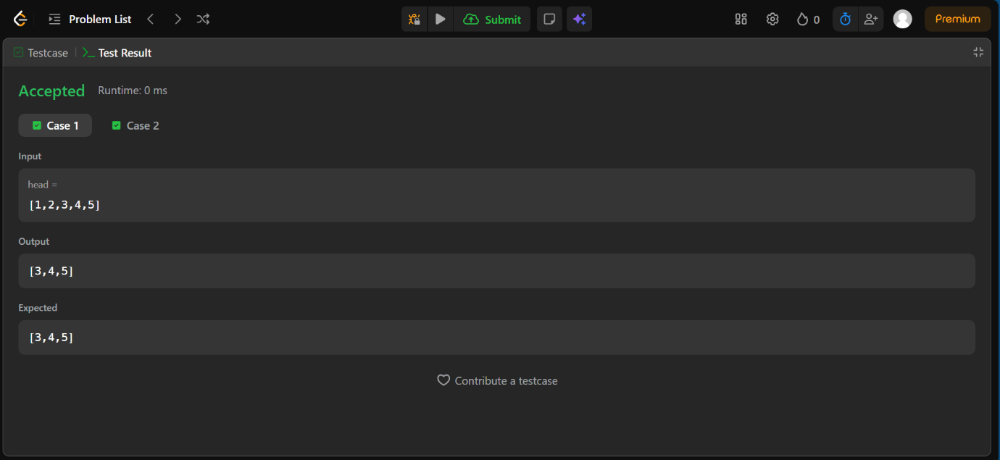 Problem List Submit 0 Premium
Testcase Test Result
Accepted Runtime: 0 ms
Case 1 Case 2
Input
head =
[1,2,3,4,5]
Output
[3,4,5]
Expected
[3,4,5]
Contribute a testcase